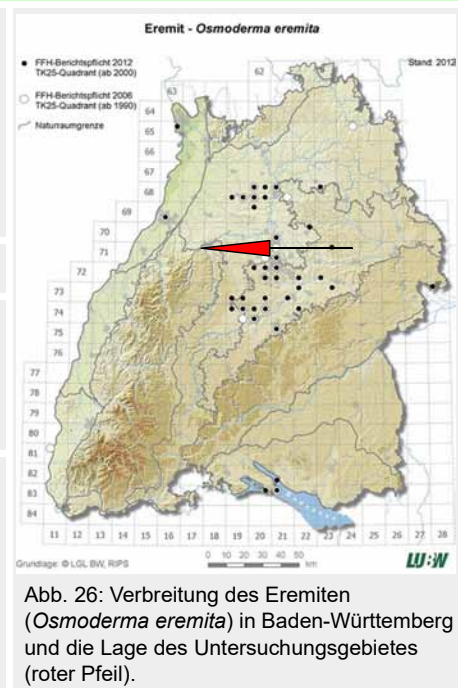 Eremit - Osmoderma eremita
FFH-Berichtspflicht 2012
TK25-Quadrant (ab 2000)
FFH-Berichtspflicht 2006
TK25-Quadrant (ab 1990)
Naturraumgrenze
Stand: 2012
62
63
64
65
66
67
68
69
70
71
72
73
74
75
76
77
78
79
80
81
82
83
84
11 12 13 14 15 16 17 18 19 20 21 22 23 24 25 26 27 28
Grundlage: © LGL BW, RIPS
0 10 20 30 40 50
km
LU:W
Abb. 26: Verbreitung des Eremiten
(Osmoderma eremita) in Baden-Württemberg
und die Lage des Untersuchungsgebietes
(roter Pfeil).